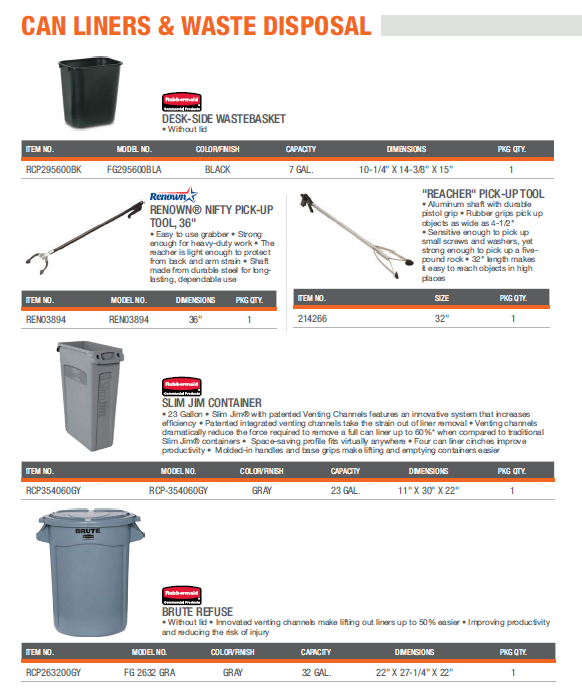 CAN LINERS & WASTE DISPOSAL
Rubbermaid
Commercial Products
DESK-SIDE WASTEBASKET
• Without lid
ITEM NO. MODEL NO. COLOR/FINISH CAPACITY DIMENSIONS PKG QTY.
RCP295600BK FG295600BLA BLACK 7 GAL. 10-1/4" X 14-3/8" X 15" 1
Renown
RENOWN® NIFTY PICK-UP
TOOL, 36"
• Easy to use grabber • Strong
enough for heavy-duty work • The
reacher is light enough to protect
from back and arm strain • Shaft
made from durable steel for long-
lasting, dependable use
ITEM NO. MODEL NO. DIMENSIONS PKG QTY.
REN03894 REN03894 36" 1
"REACHER" PICK-UP TOOL
• Aluminum shaft with durable
pistol grip • Rubber grips pick up
objects as wide as 4-1/2"
• Sensitive enough to pick up
small screws and washers, yet
strong enough to pick up a five-
pound rock • 32" length makes
it easy to reach objects in high
places
ITEM NO. SIZE PKG QTY.
214266 32" 1
Rubbermaid
Commercial Products
SLIM JIM CONTAINER
• 23 Gallon • Slim Jim® with patented Venting Channels features an innovative system that increases
efficiency • Patented integrated venting channels take the strain out of liner removal • Venting channels
dramatically reduce the force required to remove a full can liner up to 60%* when compared to traditional
Slim Jim® containers • Space-saving profile fits virtually anywhere • Four can liner cinches improve
productivity • Molded-in handles and base grips make lifting and emptying containers easier
ITEM NO. MODEL NO. COLOR/FINISH CAPACITY DIMENSIONS PKG QTY.
RCP354060GY RCP-354060GY GRAY 23 GAL. 11" X 30" X 22" 1
BRUTE
Rubbermaid
Commercial Products
BRUTE REFUSE
• Without lid • Innovated venting channels make lifting out liners up to 50% easier • Improving productivity
and reducing the risk of injury
ITEM NO. MODEL NO. COLOR/FINISH CAPACITY DIMENSIONS PKG QTY.
RCP263200GY FG 2632 GRA GRAY 32 GAL. 22" X 27-1/4" X 22" 1